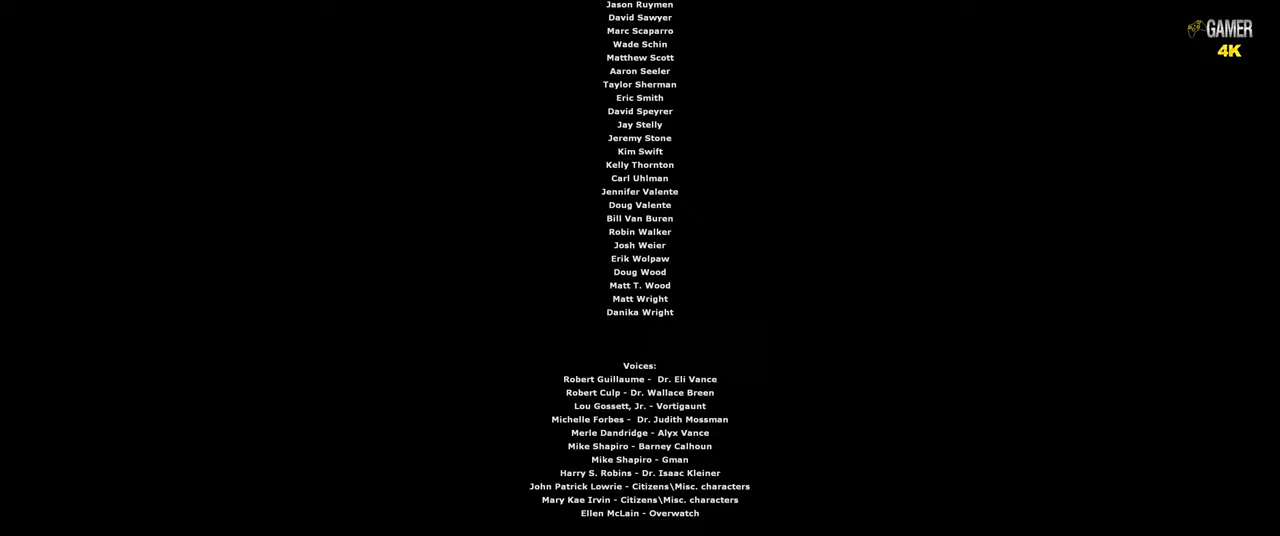 Jason Ruymen
David Sawyer
Marc Scaparro
Wade Schin
Matthew Scott
Aaron Seeler
Taylor Sherman
Eric Smith
David Speyrer
Jay Stelly
Jeremy Stone
Kim Swift
Kelly Thornton
Carl Uhlman
Jennifer Valente
Doug Valente
Bill Van Buren
Robin Walker
Josh Weier
Erik Wolpaw
Doug Wood
Matt T. Wood
Matt Wright
Danika Wright
Voices:
Robert Guillaume -  Dr. Eli Vance
Robert Culp - Dr. Wallace Breen
Lou Gossett, Jr. - Vortigaunt
Michelle Forbes -  Dr. Judith Mossman
Merle Dandridge - Alyx Vance
Mike Shapiro - Barney Calhoun
Mike Shapiro - Gman
Harry S. Robins - Dr. Isaac Kleiner
John Patrick Lowrie - Citizens\Misc. characters
Mary Kae Irvin - Citizens\Misc. characters
Ellen McLain - Overwatch
GAMER
4K